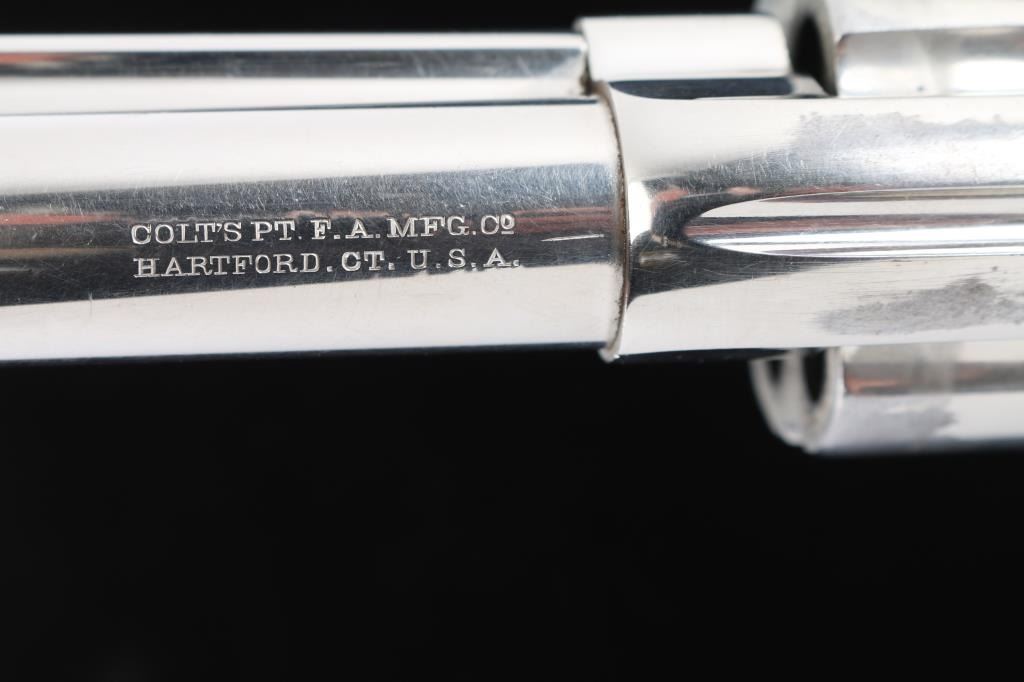 COLT'S PT. F.A. MFG. Co
HARTFORD. CT. U.S.A.